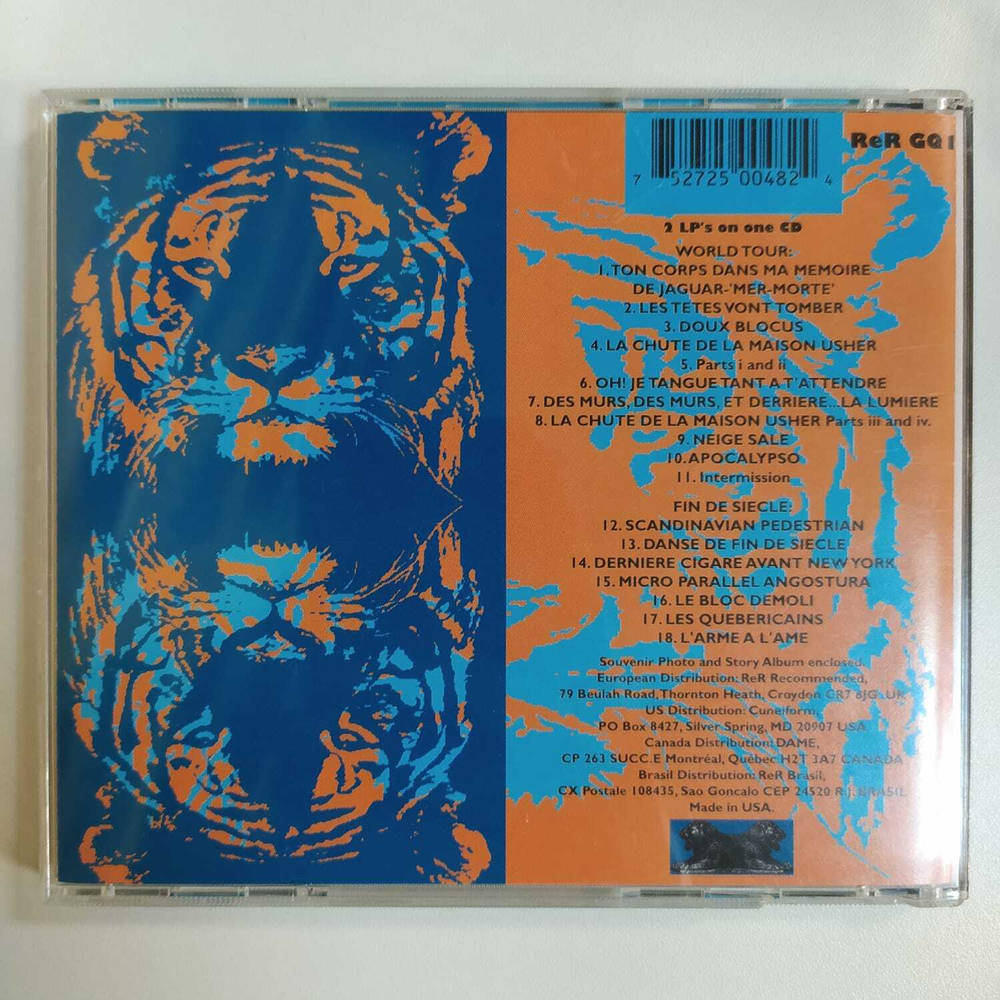 ReR GQ1
7 52725 00482 4
2 LP's on one CD
WORLD TOUR:
1. TON CORPS DANS MA MEMOIRE
DE JAGUAR-'MER-MORTE'
2. LES TETES VONT TOMBER
3. DOUX BLOCUS
4. LA CHUTE DE LA MAISON USHER
5. Parts i and ii
6. OH! JE TANGUE TANT A T'ATTENDRE
7. DES MURS, DES MURS, ET DERRIERE...LA LUMIERE
8. LA CHUTE DE LA MAISON USHER Parts iii and iv.
9. NEIGE SALE
10. APOCALYPSO
11. Intermission
FIN DE SIECLE:
12. SCANDINAVIAN PEDESTRIAN
13. DANSE DE FIN DE SIECLE
14. DERNIERE CIGARE AVANT NEW YORK
15. MICRO PARALLEL ANGOSTURA
16. LE BLOC DEMOLI
17. LES QUEBERICAINS
18. L'ARME A L'AME
Souvenir Photo and Story Album enclosed.
European Distribution: ReR Recommended,
79 Beulah Road, Thornton Heath, Croydon CR7 8JG. UK
US Distribution: Cuneiform,
PO Box 8427, Silver Spring, MD 20907 USA
Canada Distribution: DAME,
CP 263 SUCC.E Montréal, Québec H2T 3A7 CANADA
Brasil Distribution: ReR Brasil,
CX Postale 108435, Sao Goncalo CEP 24520 R.J. BRASIL
Made in USA.